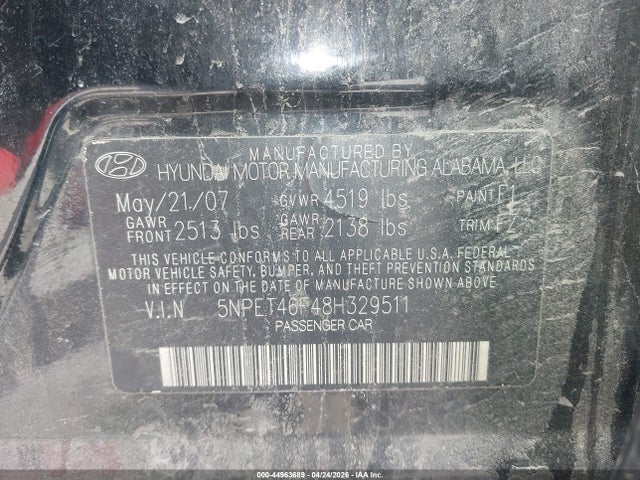 MANUFACTURED BY
HYUNDAI MOTOR MANUFACTURING ALABAMA, LLC
May/21/07 GVWR 4519 lbs PAINT F1
GAWR FRONT 2513 lbs GAWR REAR 2138 lbs TRIM FZ
THIS VEHICLE CONFORMS TO ALL APPLICABLE U.S.A. FEDERAL
MOTOR VEHICLE SAFETY, BUMPER, AND THEFT PREVENTION STANDARDS
IN EFFECT ON THE DATE OF MANUFACTURE SHOWN ABOVE
V.I.N 5NPET46F48H329511
PASSENGER CAR
000-44963689 - 04/24/2026 - IAA Inc.